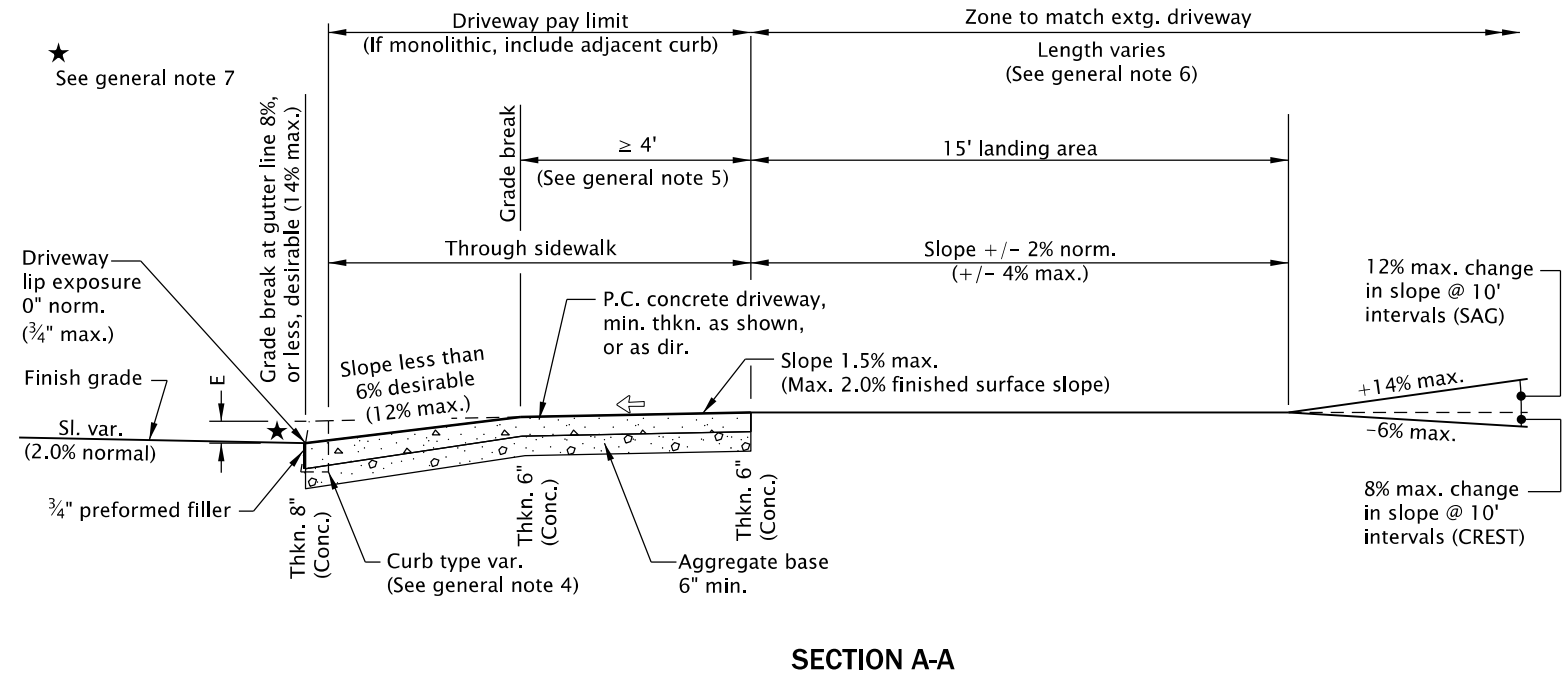 Driveway pay limit
(If monolithic, include adjacent curb)
Zone to match extg. driveway
Length varies
(See general note 6)
★
See general note 7
Grade break at gutter line 8%,
or less, desirable (14% max.)
Grade break
≥ 4'
(See general note 5)
15' landing area
Through sidewalk
Slope +/- 2% norm.
(+/- 4% max.)
Driveway
lip exposure
0" norm.
(¾" max.)
P.C. concrete driveway,
min. thkn. as shown,
or as dir.
12% max. change
in slope @ 10'
intervals (SAG)
Finish grade
E
Slope less than
6% desirable
(12% max.)
Slope 1.5% max.
(Max. 2.0% finished surface slope)
+14% max.
-6% max.
★
Sl. var.
(2.0% normal)
¾" preformed filler
Thkn. 8"
(Conc.)
Thkn. 6"
(Conc.)
Thkn. 6"
(Conc.)
8% max. change
in slope @ 10'
intervals (CREST)
Curb type var.
(See general note 4)
Aggregate base
6" min.
SECTION A-A